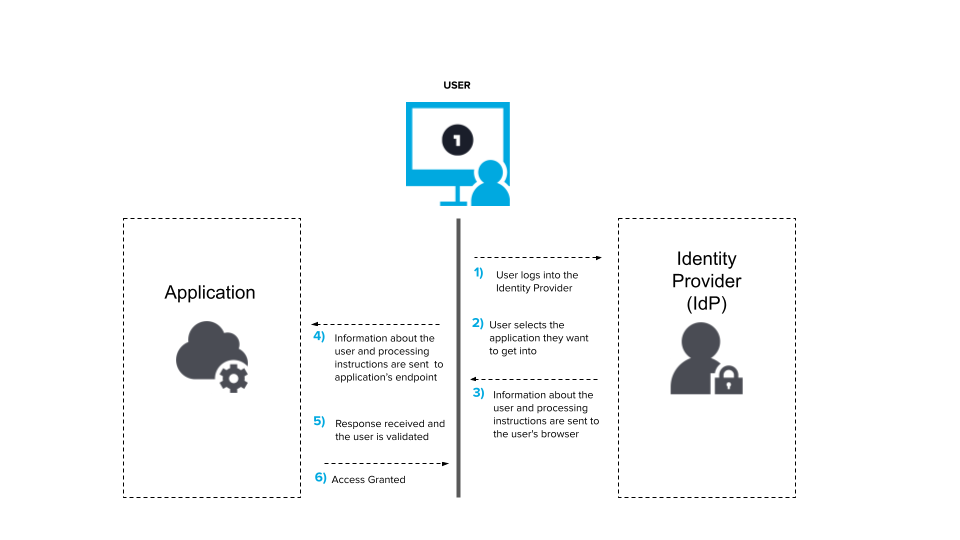 USER
1
Application
Identity
Provider
(IdP)
1) User logs into the
Identity Provider
2) User selects the
application they want
to get into
3) Information about the
user and processing
instructions are sent to
the user's browser
4) Information about the
user and processing
instructions are sent to
application's endpoint
5) Response received and
the user is validated
6) Access Granted